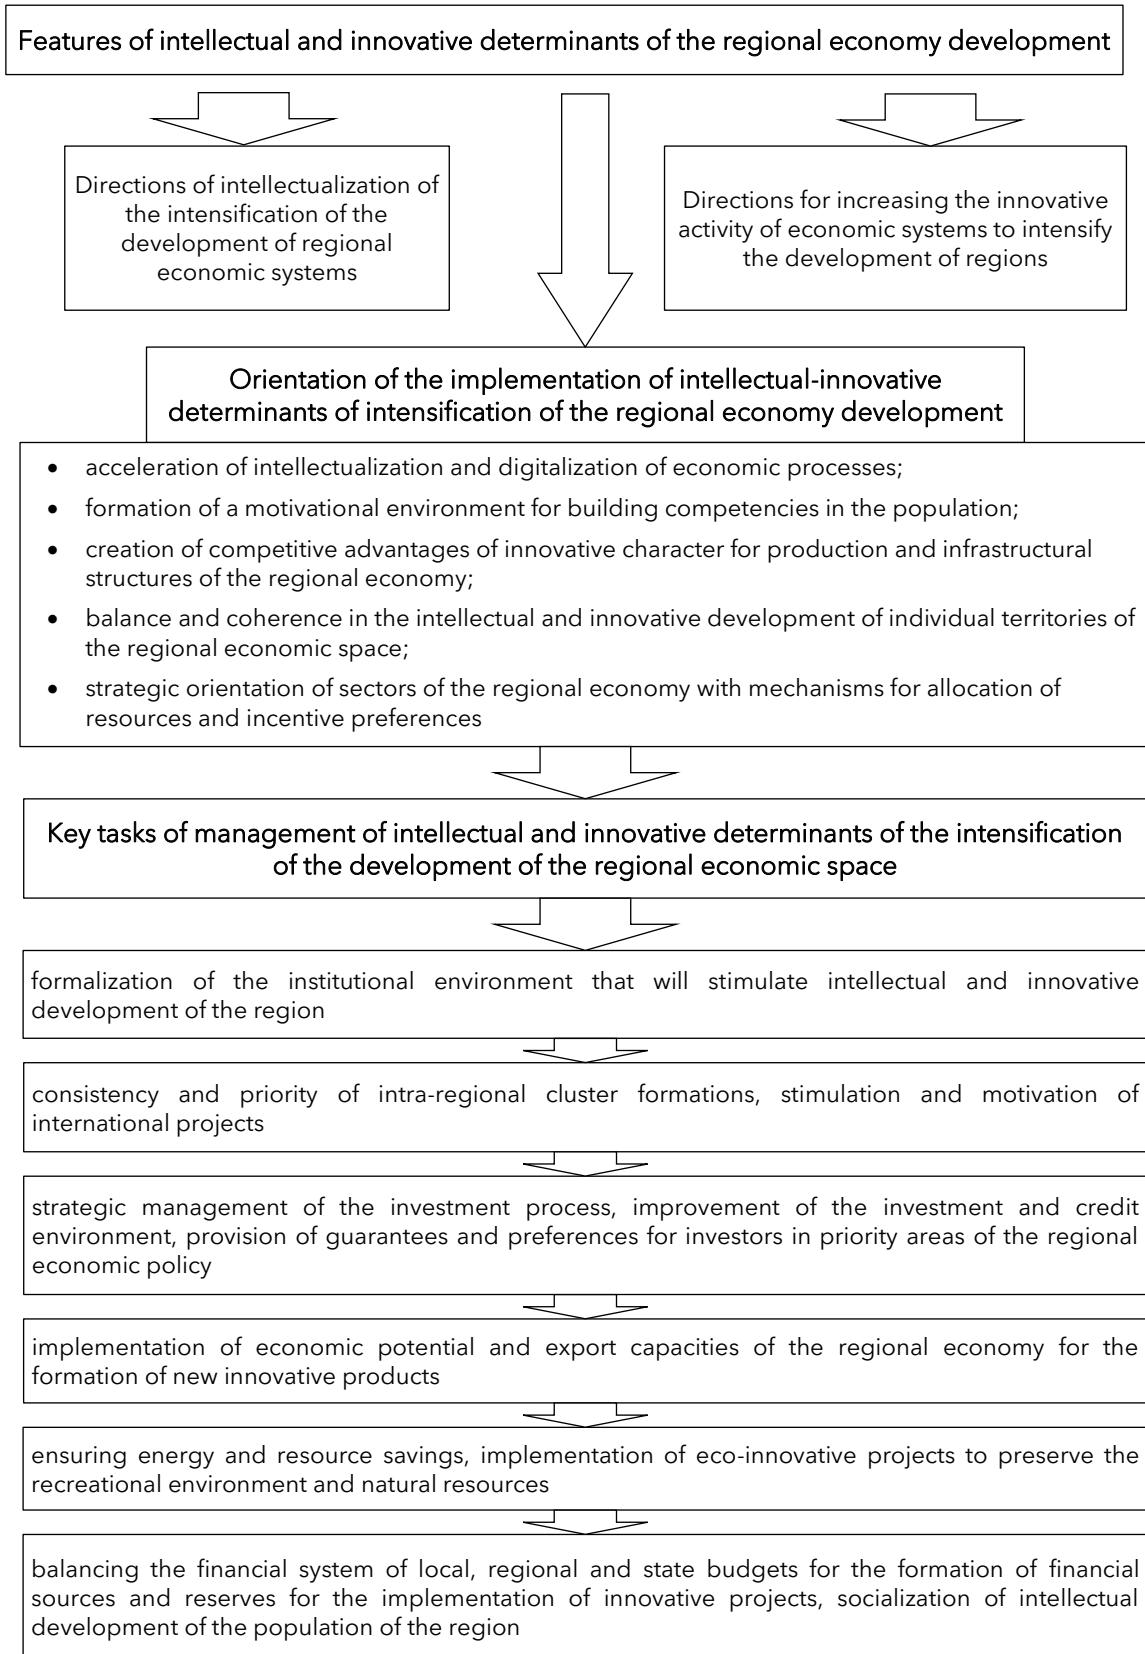 Features of intellectual and innovative determinants of the regional economy development
Directions of intellectualization of
the intensification of the
development of regional
economic systems
Directions for increasing the innovative
activity of economic systems to intensify
the development of regions
Orientation of the implementation of intellectual-innovative
determinants of intensification of the regional economy development
• acceleration of intellectualization and digitalization of economic processes;
• formation of a motivational environment for building competencies in the population;
• creation of competitive advantages of innovative character for production and infrastructural
structures of the regional economy;
• balance and coherence in the intellectual and innovative development of individual territories of
the regional economic space;
• strategic orientation of sectors of the regional economy with mechanisms for allocation of
resources and incentive preferences
Key tasks of management of intellectual and innovative determinants of the intensification
of the development of the regional economic space
formalization of the institutional environment that will stimulate intellectual and innovative
development of the region
consistency and priority of intra-regional cluster formations, stimulation and motivation of
international projects
strategic management of the investment process, improvement of the investment and credit
environment, provision of guarantees and preferences for investors in priority areas of the regional
economic policy
implementation of economic potential and export capacities of the regional economy for the
formation of new innovative products
ensuring energy and resource savings, implementation of eco-innovative projects to preserve the
recreational environment and natural resources
balancing the financial system of local, regional and state budgets for the formation of financial
sources and reserves for the implementation of innovative projects, socialization of intellectual
development of the population of the region